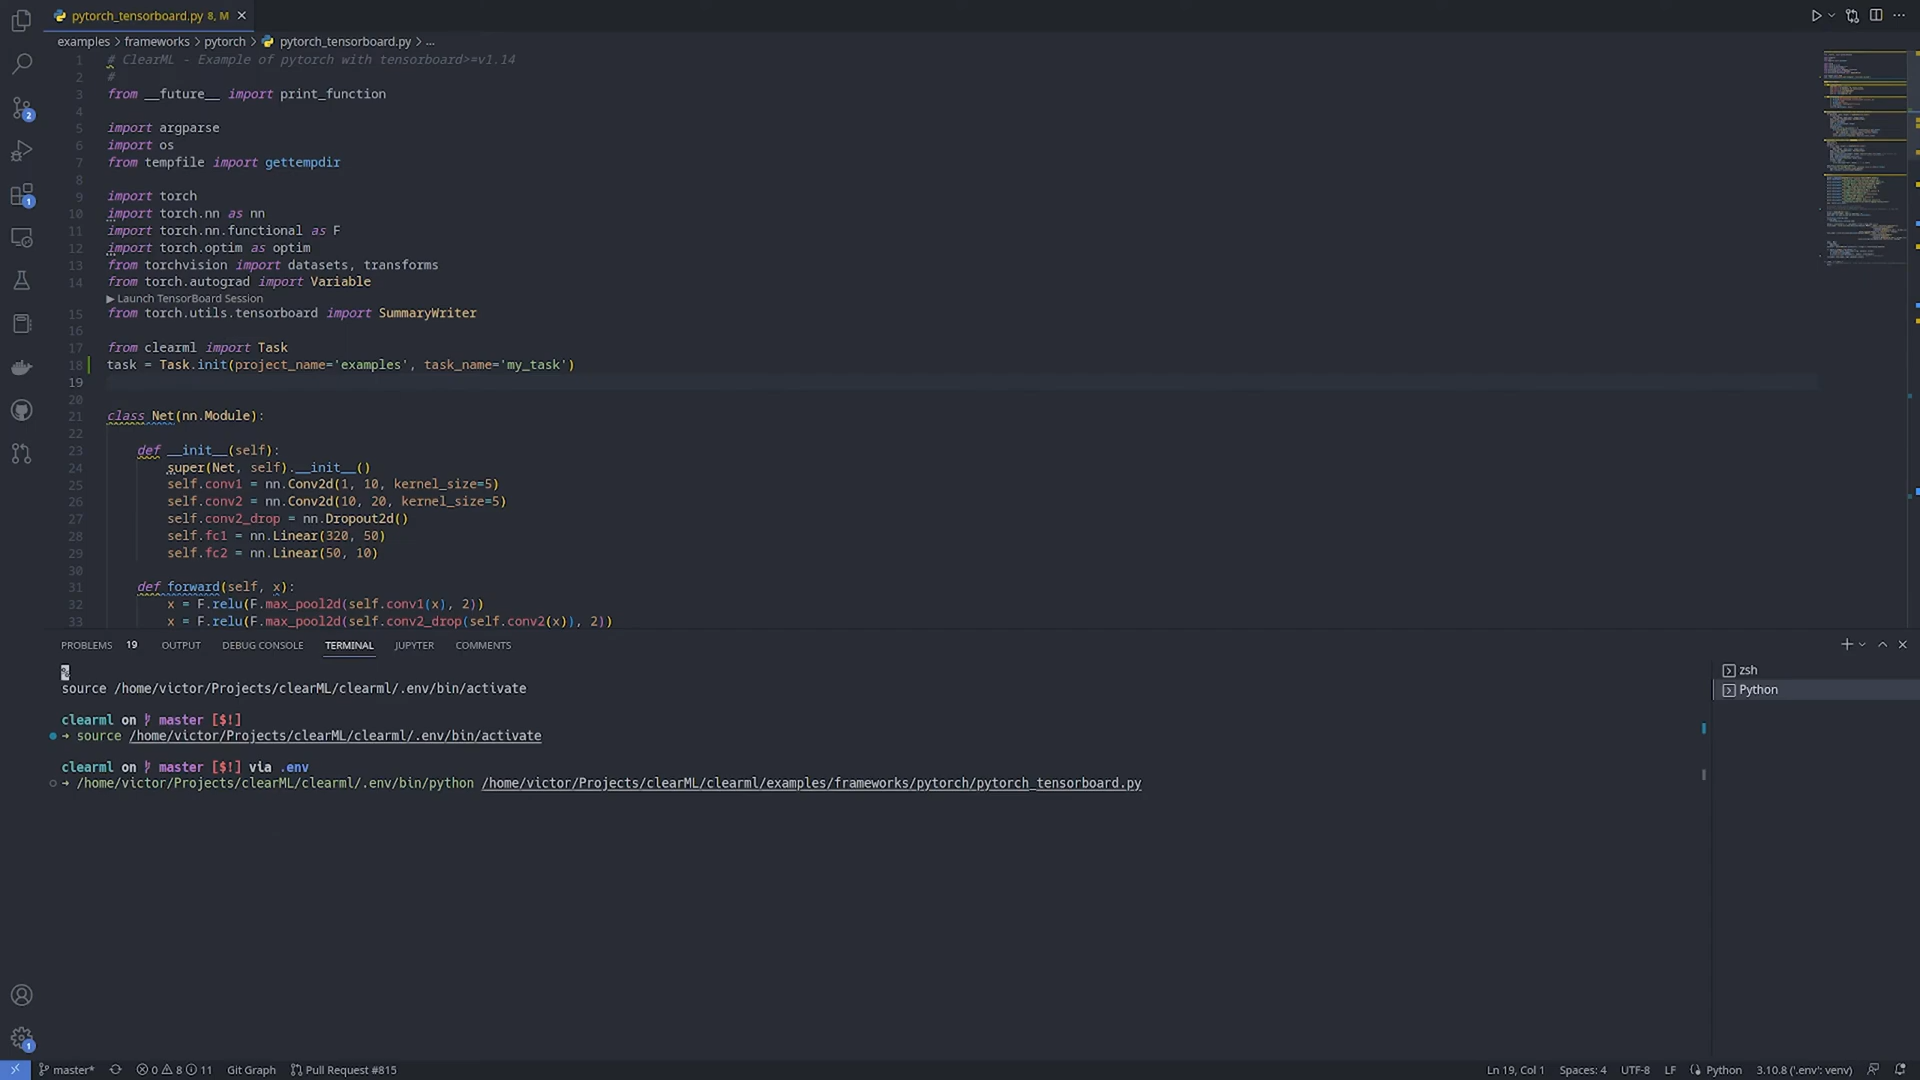 pytorch_tensorboard.py 8, M
examples > frameworks > pytorch > pytorch_tensorboard.py > ...
1 # ClearML - Example of pytorch with tensorboard>=v1.14
2 #
3 from __future__ import print_function
4
5 import argparse
6 import os
7 from tempfile import gettempdir
8
9 import torch
10 import torch.nn as nn
11 import torch.nn.functional as F
12 import torch.optim as optim
13 from torchvision import datasets, transforms
14 from torch.autograd import Variable
▶ Launch TensorBoard Session
15 from torch.utils.tensorboard import SummaryWriter
16
17 from clearml import Task
18 task = Task.init(project_name='examples', task_name='my_task')
19
20
21 class Net(nn.Module):
22
23 def __init__(self):
24 super(Net, self).__init__()
25 self.conv1 = nn.Conv2d(1, 10, kernel_size=5)
26 self.conv2 = nn.Conv2d(10, 20, kernel_size=5)
27 self.conv2_drop = nn.Dropout2d()
28 self.fc1 = nn.Linear(320, 50)
29 self.fc2 = nn.Linear(50, 10)
30
31 def forward(self, x):
32 x = F.relu(F.max_pool2d(self.conv1(x), 2))
33 x = F.relu(F.max_pool2d(self.conv2_drop(self.conv2(x)), 2))
2
1
1
PROBLEMS 19 OUTPUT DEBUG CONSOLE TERMINAL JUPYTER COMMENTS
%
source /home/victor/Projects/clearML/clearml/.env/bin/activate
clearml on master [$!]
➜ source /home/victor/Projects/clearML/clearml/.env/bin/activate
clearml on master [$!] via .env
➜ /home/victor/Projects/clearML/clearml/.env/bin/python /home/victor/Projects/clearML/clearml/examples/frameworks/pytorch/pytorch_tensorboard.py
zsh
Python
master* 0 8 11 Git Graph Pull Request #815 Ln 19, Col 1 Spaces: 4 UTF-8 LF Python 3.10.8 ('.env': venv)